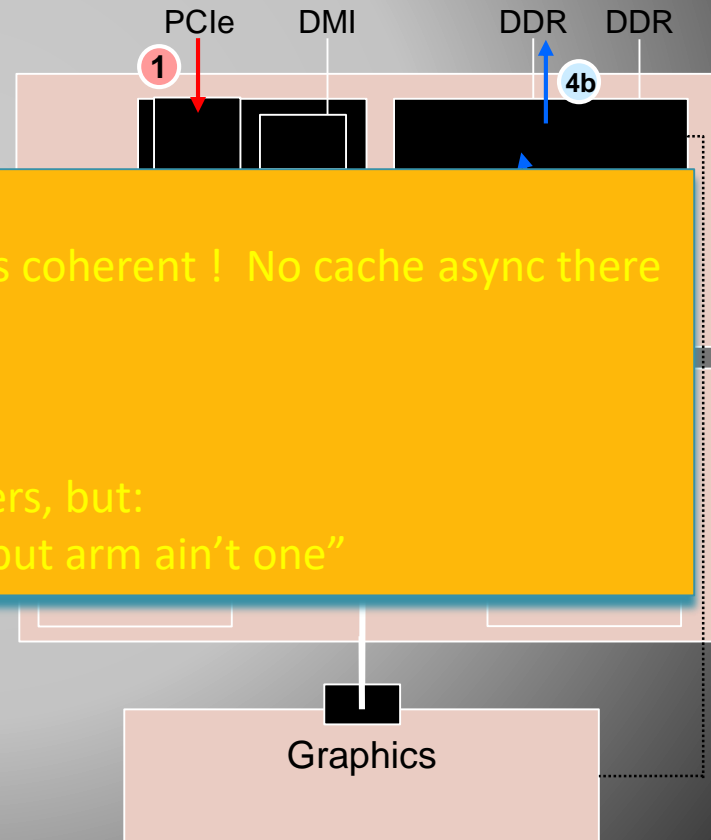 PCIe DMI DDR DDR
1
4b
s coherent ! No cache async there
ers, but:
but arm ain’t one”
Graphics